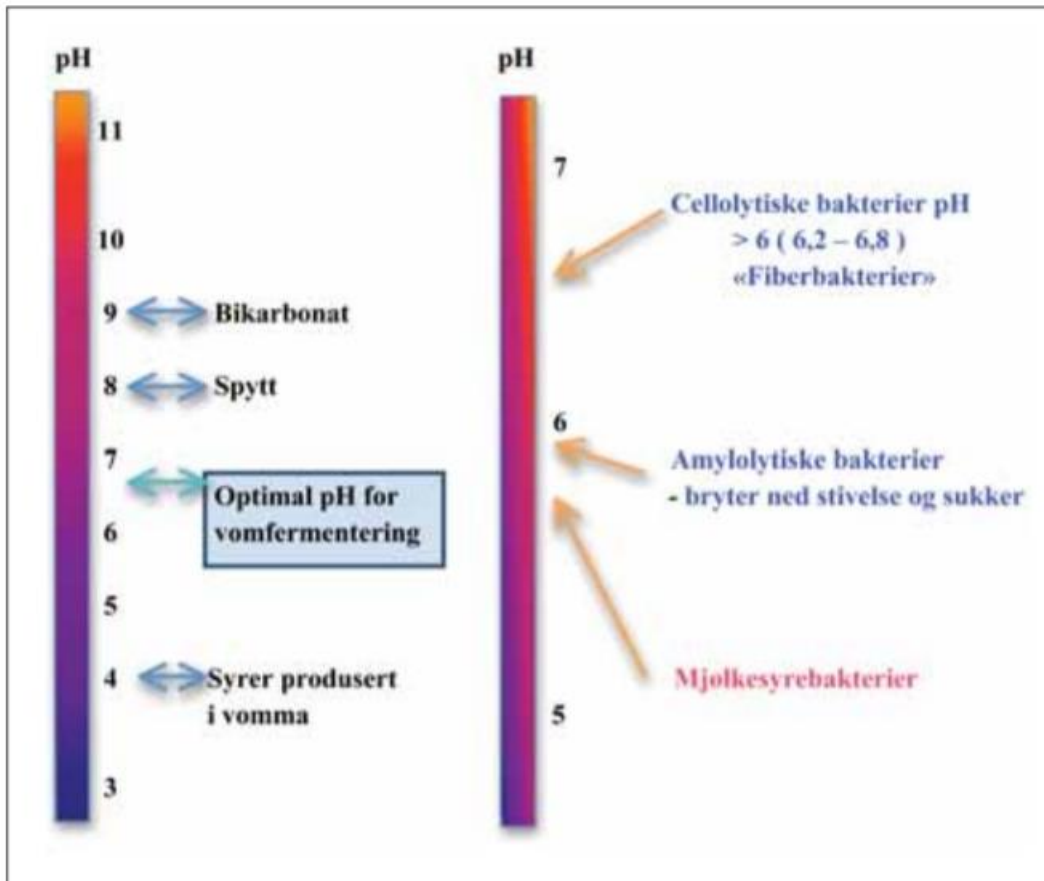 pH
11
10
9
Bikarbonat
8
Spytt
7
Optimal pH for
vomfermentering
6
5
4
Syrer produsert
i vomma
3
pH
7
Cellolytiske bakterier pH
> 6 ( 6,2 – 6,8 )
«Fiberbakterier»
6
Amylolytiske bakterier
- bryter ned stivelse og sukker
Mjølkesyrebakterier
5